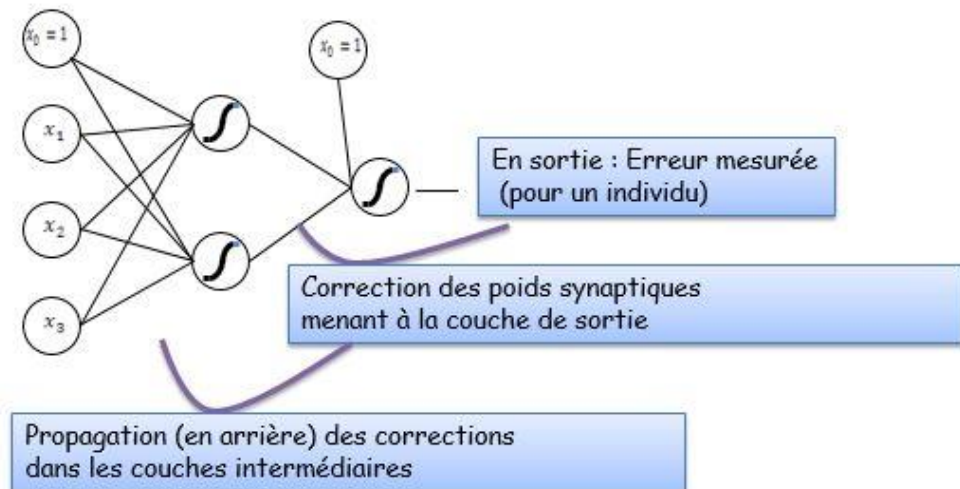 x₀ = 1
x₀ = 1
x₁
x₂
x₃
En sortie : Erreur mesurée
(pour un individu)
Correction des poids synaptiques
menant à la couche de sortie
Propagation (en arrière) des corrections
dans les couches intermédiaires